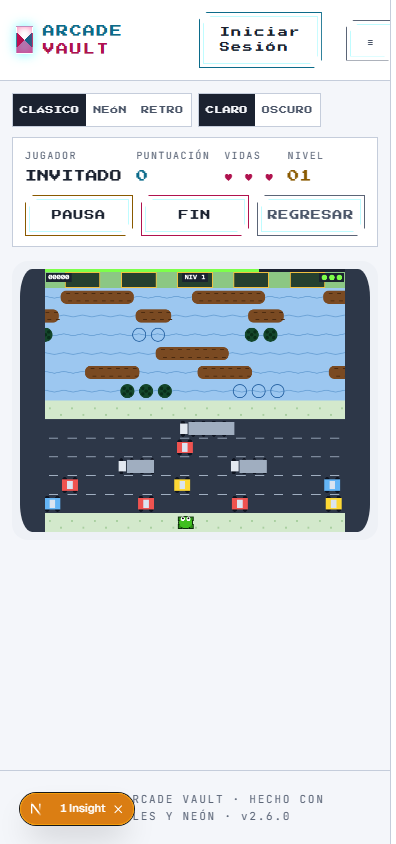 ARCADE
VAULT
Iniciar
Sesión
≡
CLÁSICO NEÓN RETRO CLARO OSCURO
JUGADOR PUNTUACIÓN VIDAS NIVEL
INVITADO 0 ♥ ♥ ♥ 01
PAUSA FIN REGRESAR
00000 NIV 1
RCADE VAULT · HECHO CON
LES Y NEÓN · v2.6.0
N 1 Insight ×